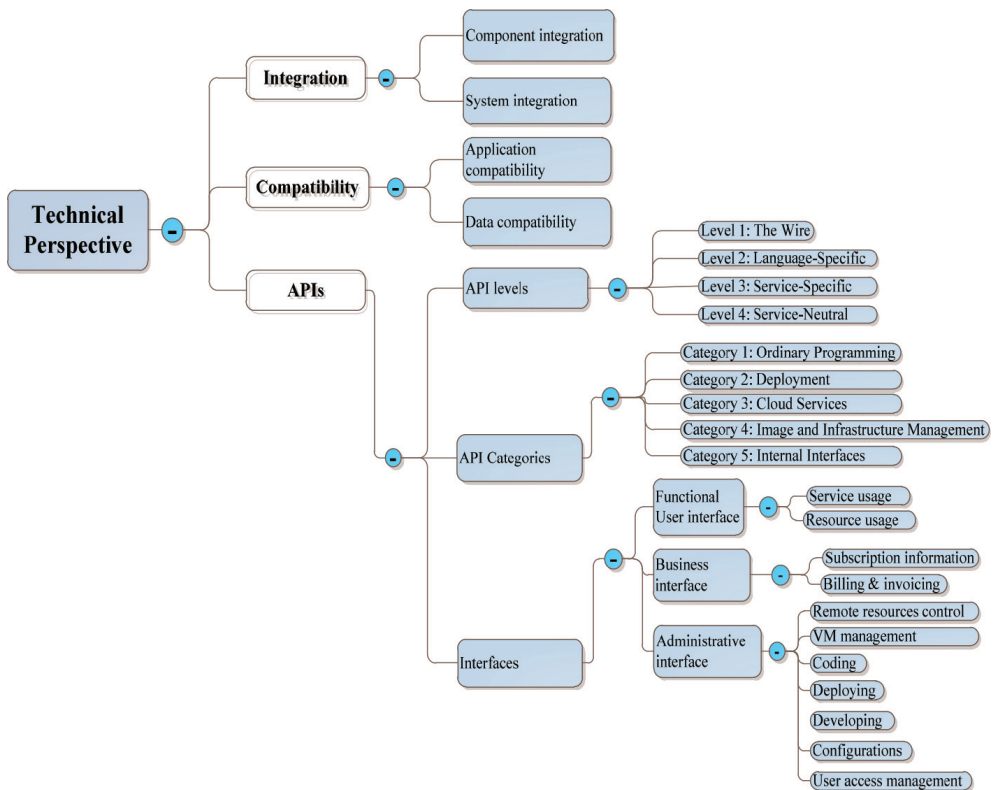 Technical
Perspective
Integration
Component integration
System integration
Compatibility
Application
compatibility
Data compatibility
APIs
API levels
Level 1: The Wire
Level 2: Language-Specific
Level 3: Service-Specific
Level 4: Service-Neutral
API Categories
Category 1: Ordinary Programming
Category 2: Deployment
Category 3: Cloud Services
Category 4: Image and Infrastructure Management
Category 5: Internal Interfaces
Interfaces
Functional
User interface
Service usage
Resource usage
Business
interface
Subscription information
Billing & invoicing
Administrative
interface
Remote resources control
VM management
Coding
Deploying
Developing
Configurations
User access management